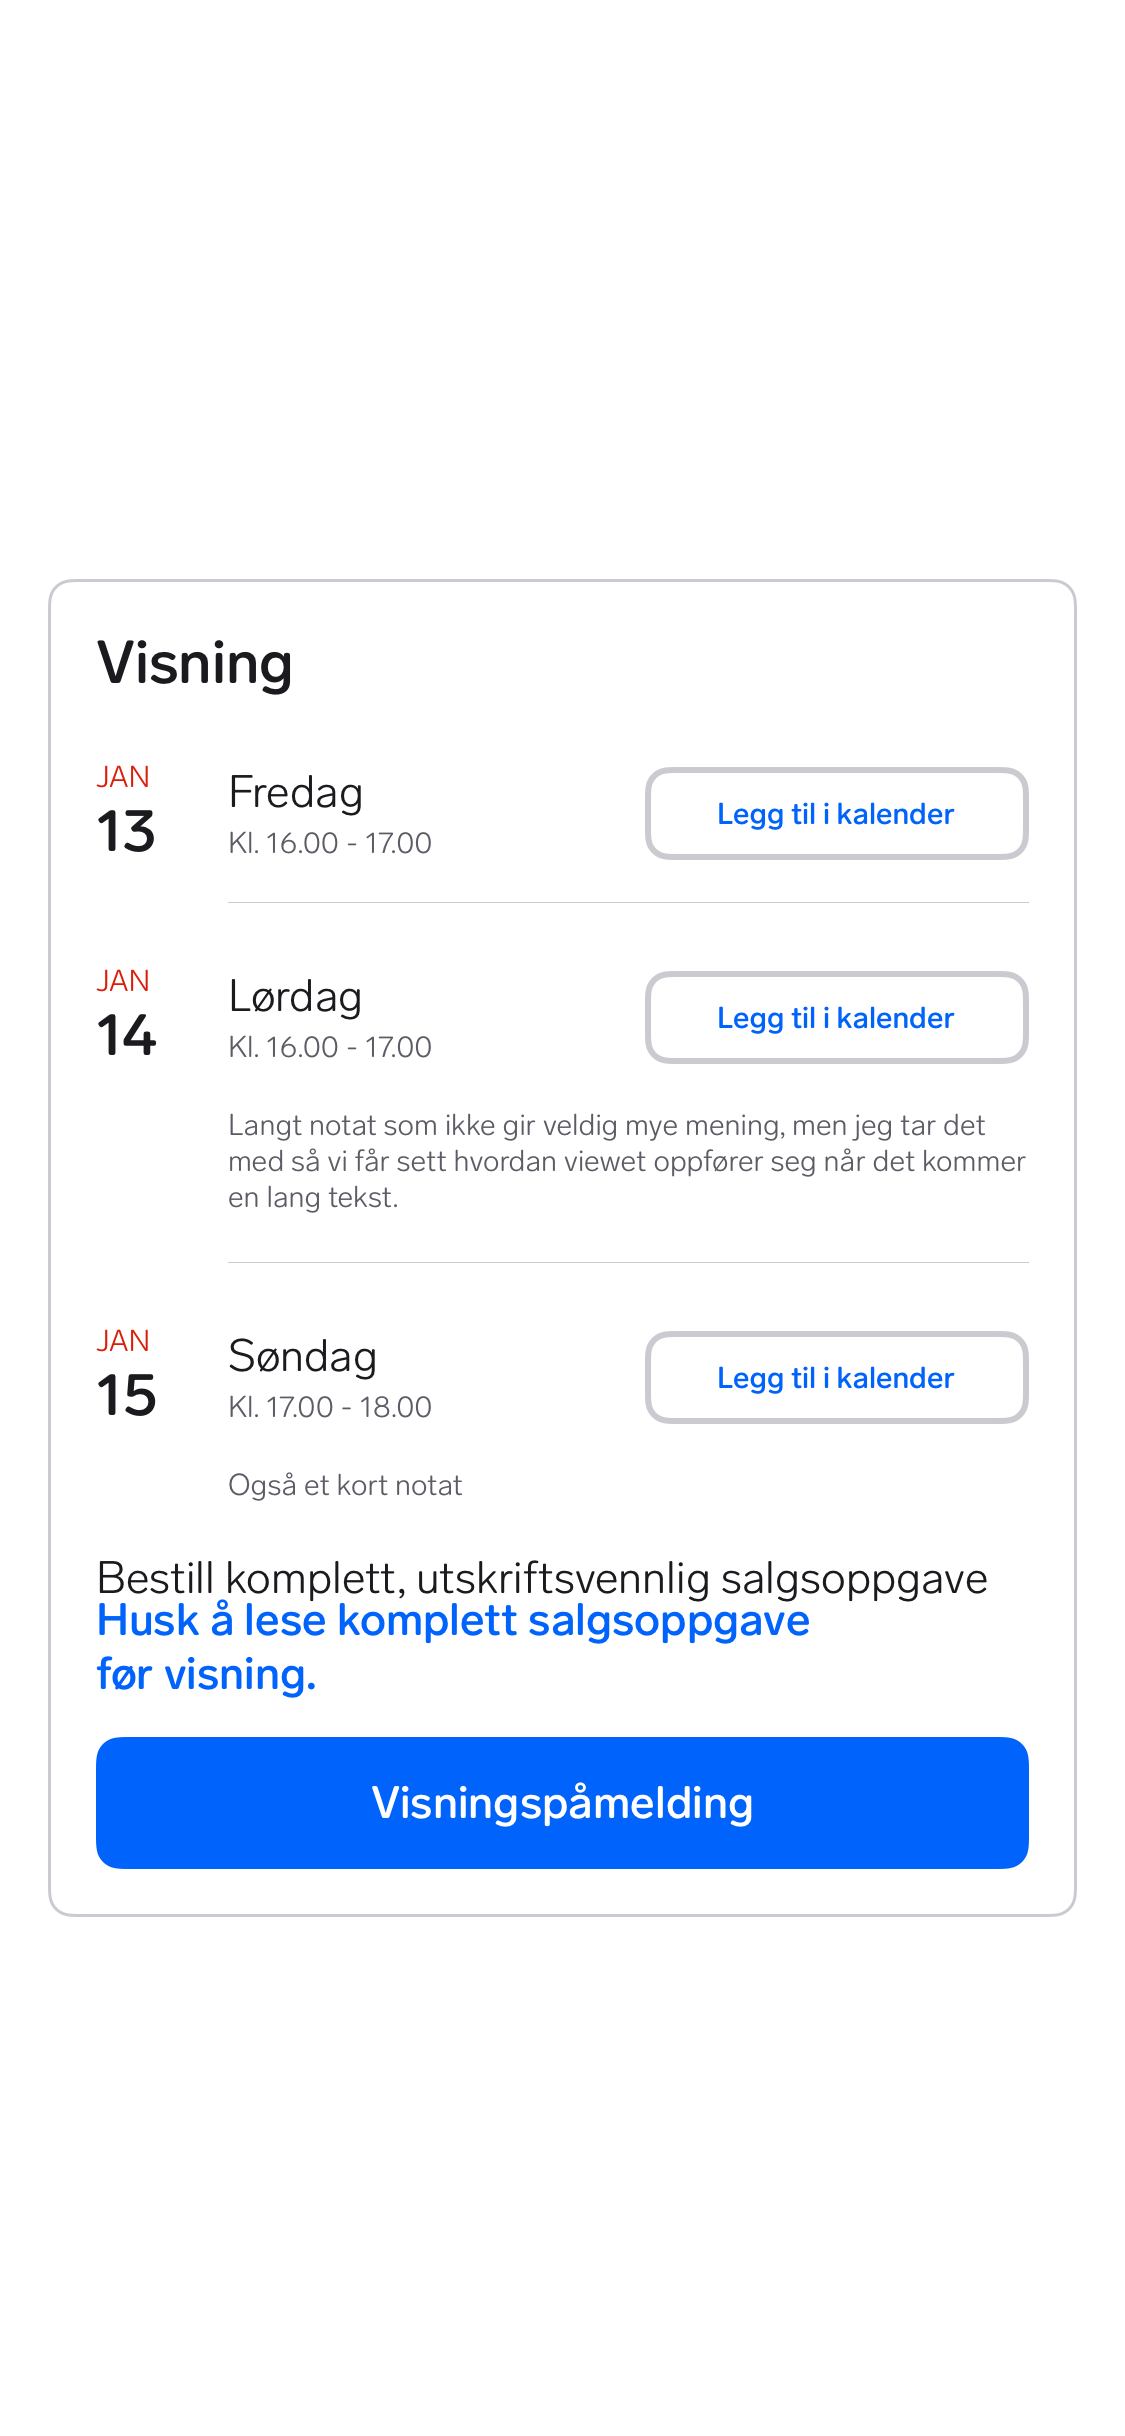 Visning
JAN
13
Fredag
Kl. 16.00 - 17.00
Legg til i kalender
JAN
14
Lørdag
Kl. 16.00 - 17.00
Legg til i kalender
Langt notat som ikke gir veldig mye mening, men jeg tar det
med så vi får sett hvordan viewet oppfører seg når det kommer
en lang tekst.
JAN
15
Søndag
Kl. 17.00 - 18.00
Legg til i kalender
Også et kort notat
Bestill komplett, utskriftsvennlig salgsoppgave
Husk å lese komplett salgsoppgave
før visning.
Visningspåmelding